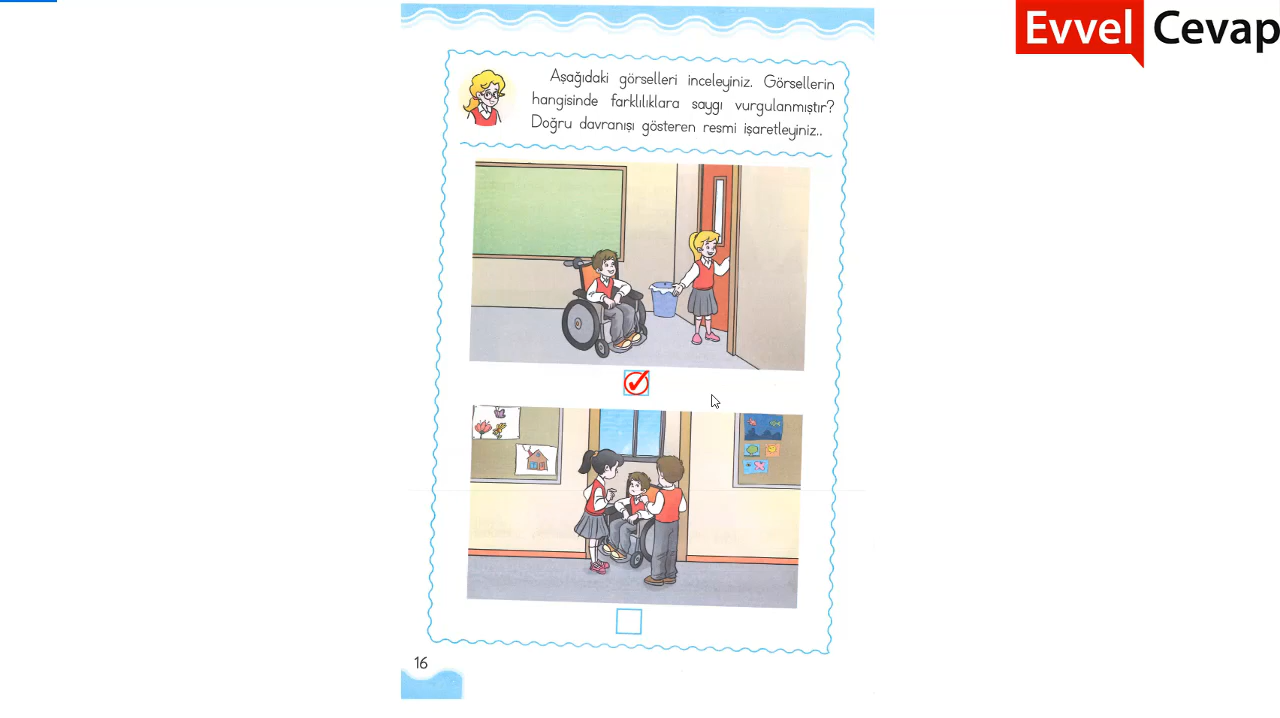 Evvel Cevap
Aşağıdaki görselleri inceleyiniz. Görsellerin
hangisinde farklılıklara saygı vurgulanmıştır?
Doğru davranışı gösteren resmi işaretleyiniz..
16